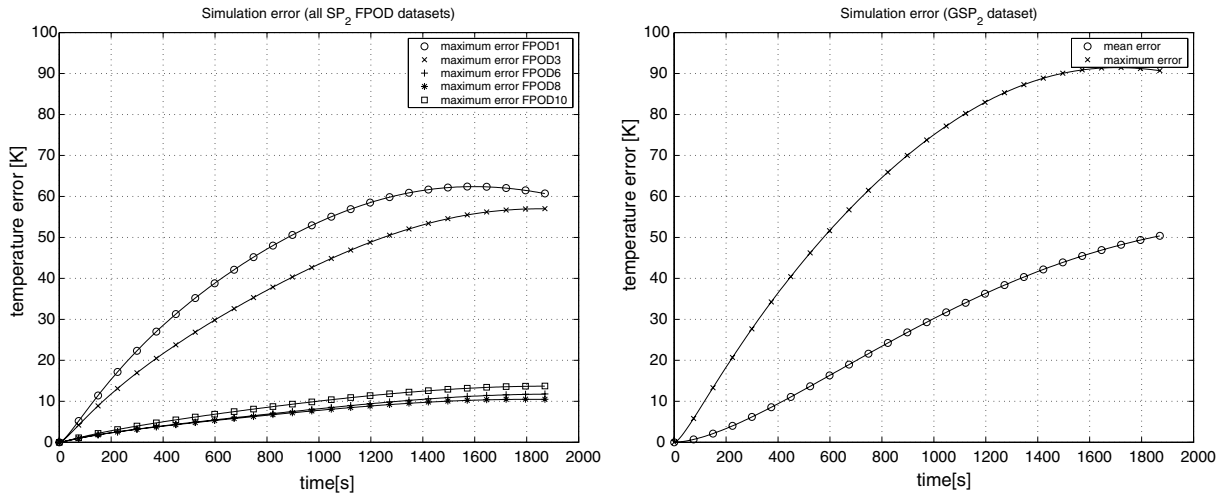 Simulation error (all SP2 FPOD datasets)
100
90
80
70
60
50
40
30
20
10
0
temperature error [K]
maximum error FPOD1
maximum error FPOD3
maximum error FPOD6
maximum error FPOD8
maximum error FPOD10
0 200 400 600 800 1000 1200 1400 1600 1800 2000
time[s]
Simulation error (GSP2 dataset)
100
90
80
70
60
50
40
30
20
10
0
temperature error [K]
mean error
maximum error
0 200 400 600 800 1000 1200 1400 1600 1800 2000
time[s]